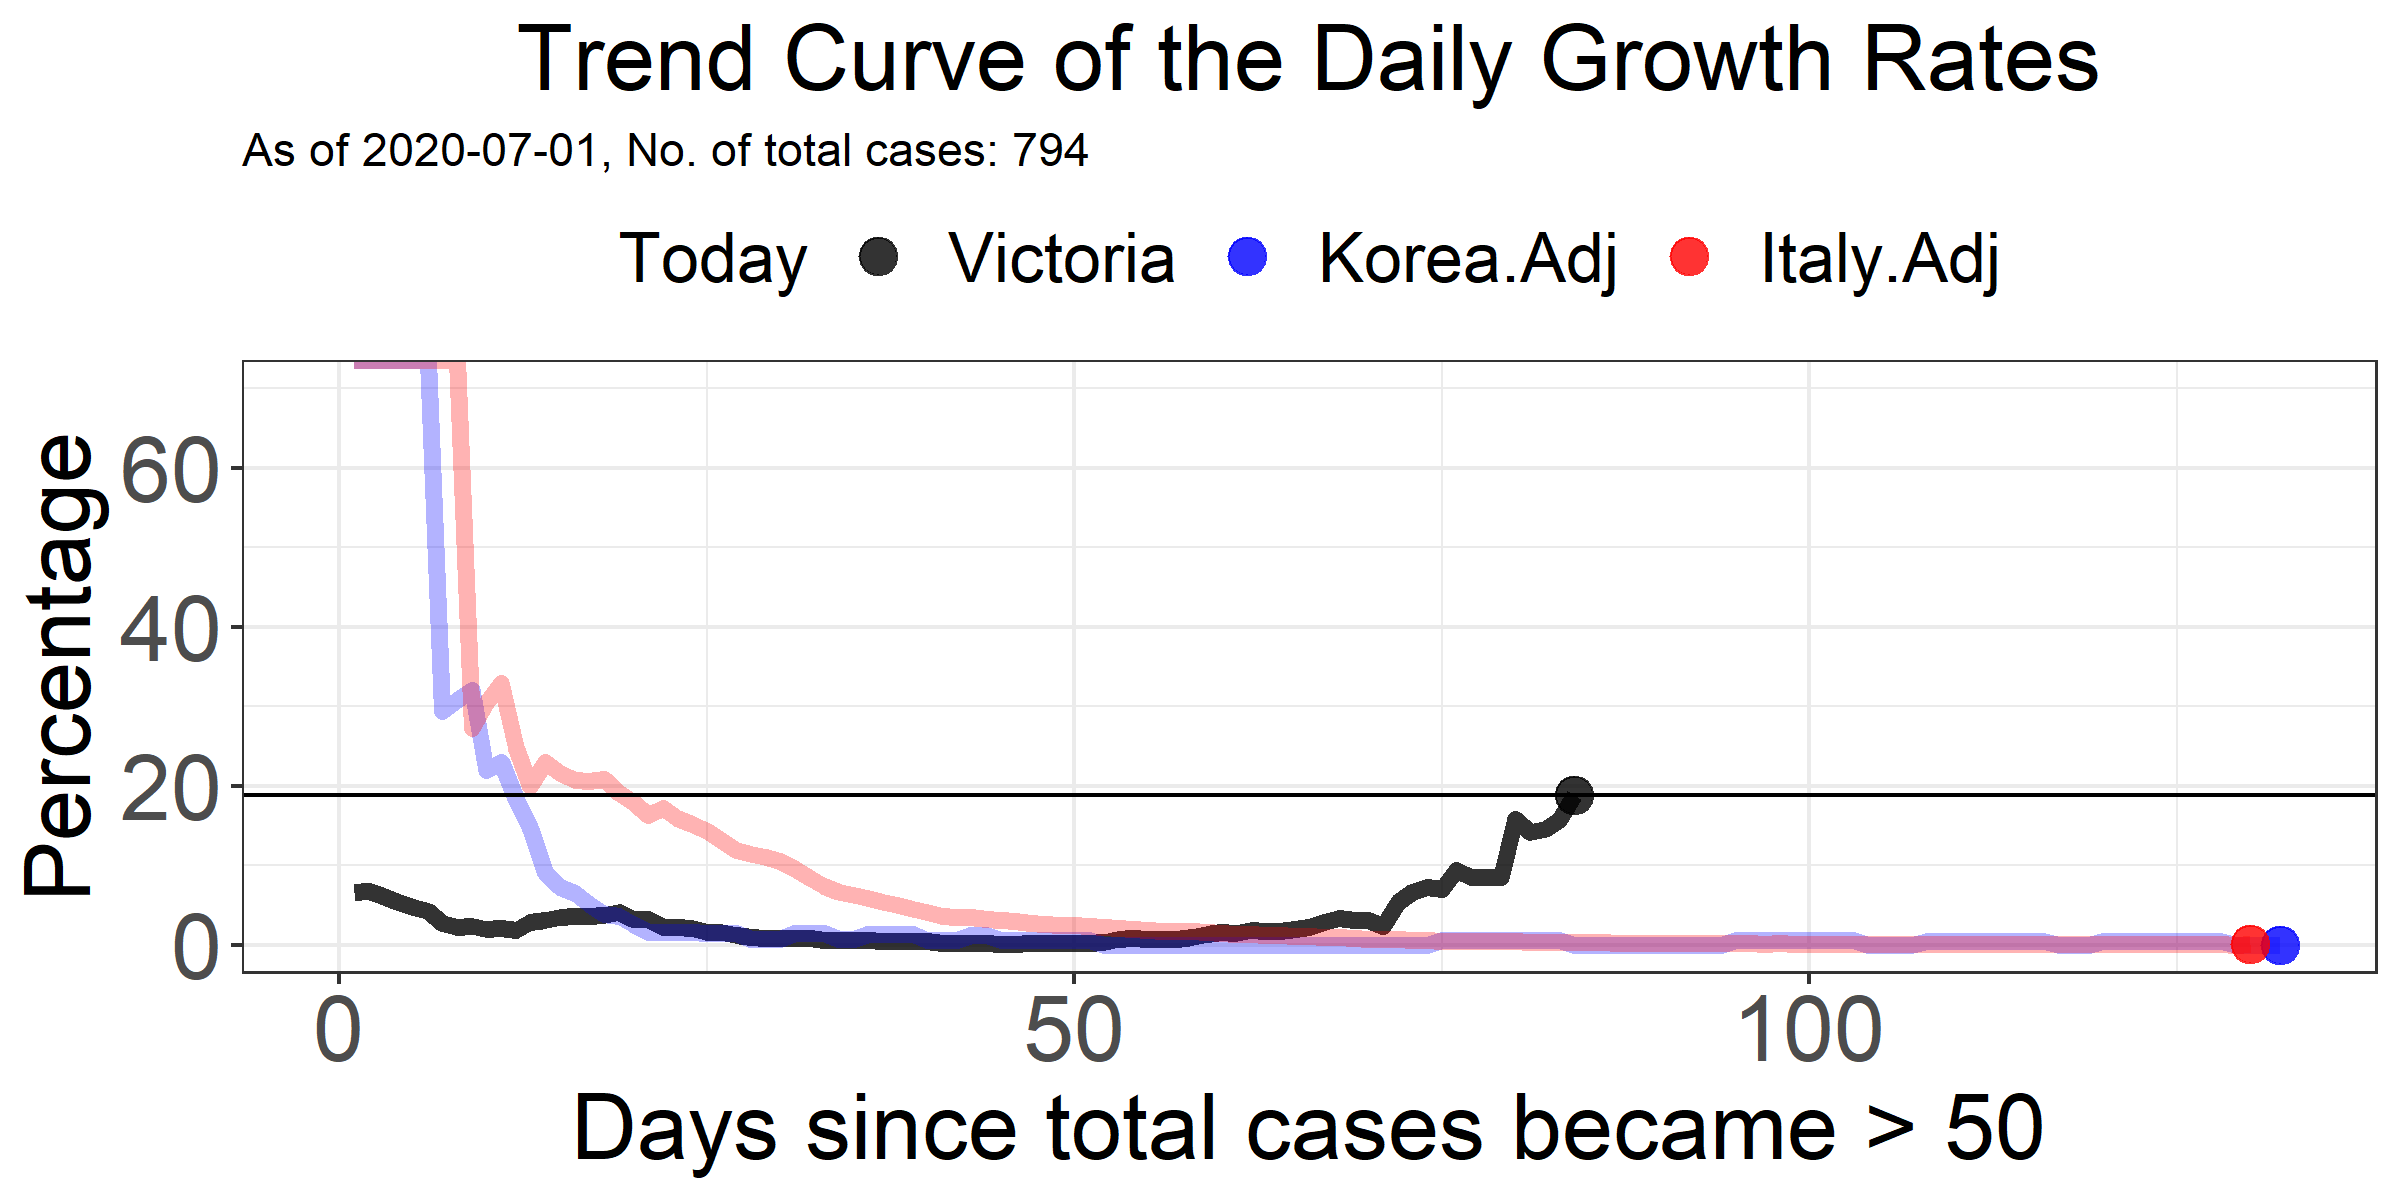 Trend Curve of the Daily Growth Rates
As of 2020-07-01, No. of total cases: 794
Today Victoria Korea.Adj Italy.Adj
Percentage
60
40
20
0
0 50 100
Days since total cases became > 50